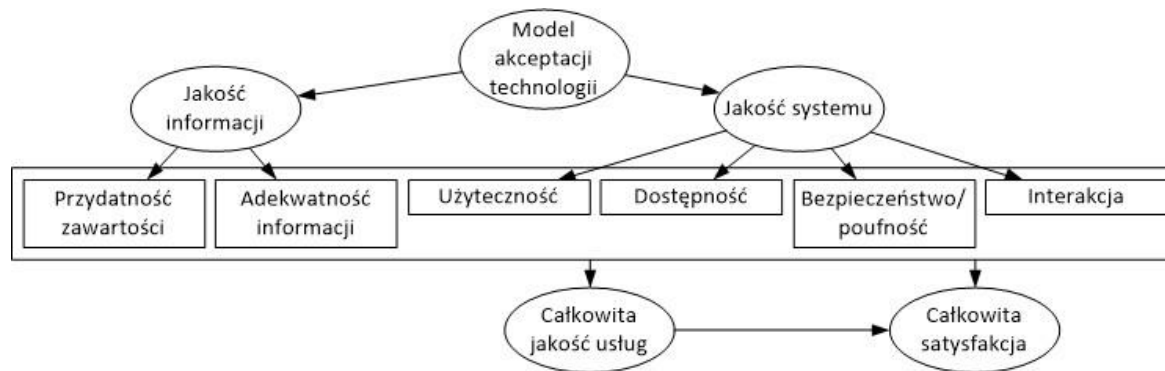 Model
akceptacji
technologii
Jakość
informacji
Jakość systemu
Przydatność
zawartości
Adekwatność
informacji
Użyteczność
Dostępność
Bezpieczeństwo/
poufność
Interakcja
Całkowita
jakość usług
Całkowita
satysfakcja